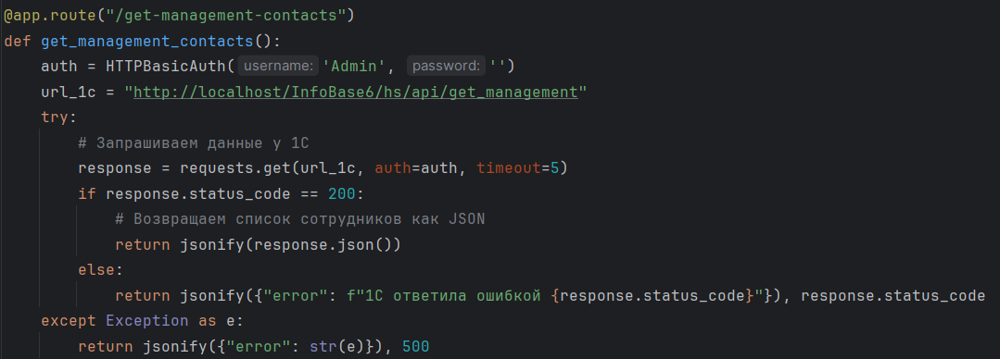 @app.route("/get-management-contacts")
def get_management_contacts():
    auth = HTTPBasicAuth( username: 'Admin',  password: '')
    url_1c = "http://localhost/InfoBase6/hs/api/get_management"
    try:
        # Запрашиваем данные у 1С
        response = requests.get(url_1c, auth=auth, timeout=5)
        if response.status_code == 200:
            # Возвращаем список сотрудников как JSON
            return jsonify(response.json())
        else:
            return jsonify({"error": f"1С ответила ошибкой {response.status_code}"}), response.status_code
    except Exception as e:
        return jsonify({"error": str(e)}), 500